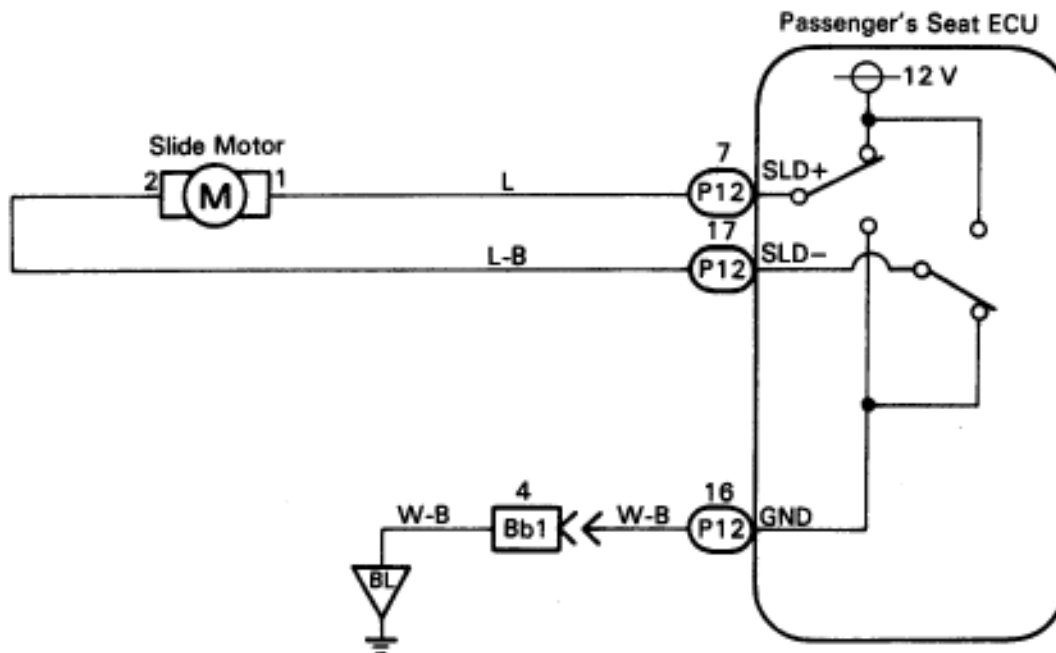 Passenger's Seat ECU
12 V
Slide Motor
2
M
1
L
7
P12
SLD+
L-B
17
P12
SLD−
W-B
4
Bb1
W-B
16
P12
GND
BL